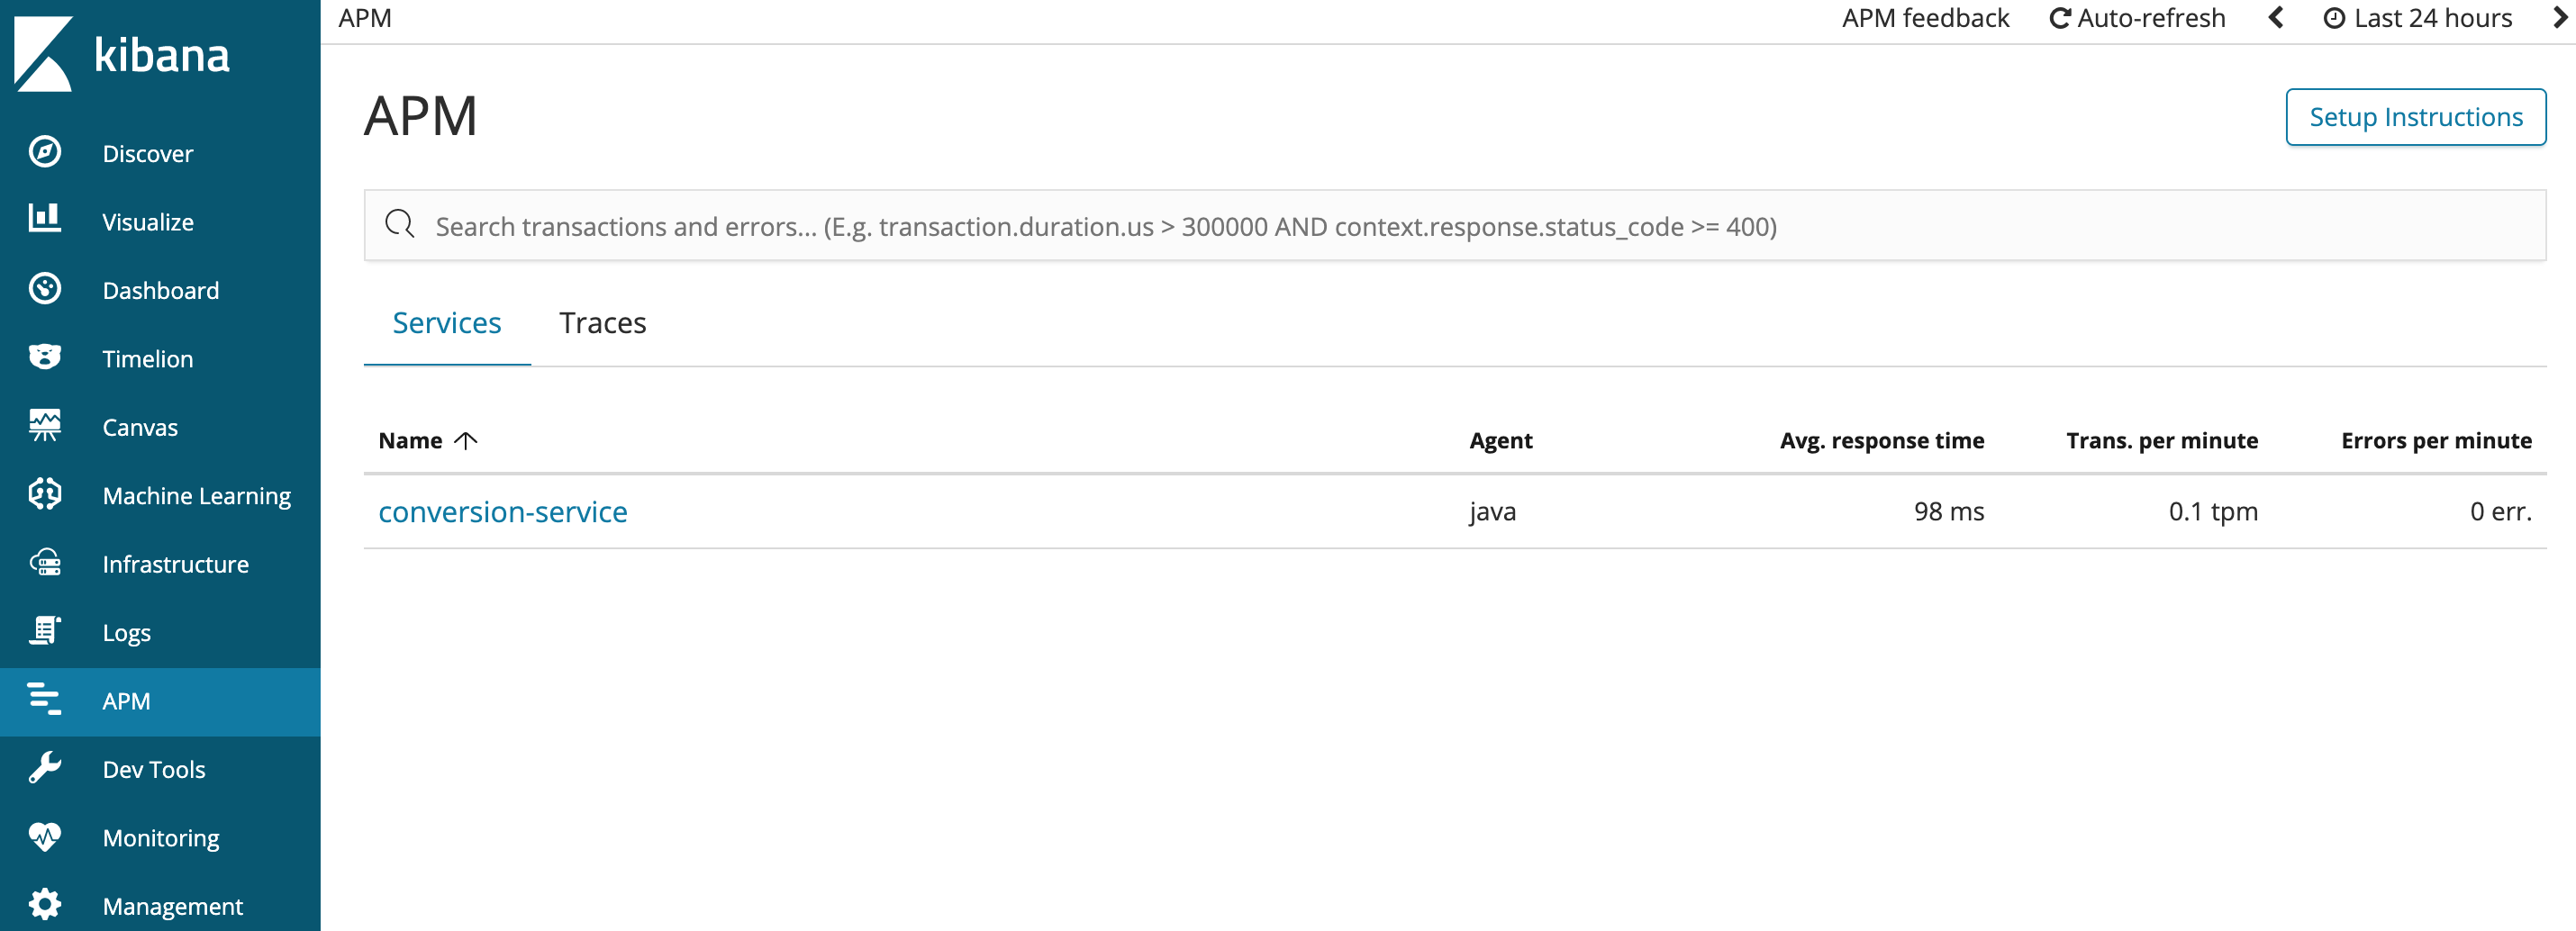 kibana
Discover
Visualize
Dashboard
Timelion
Canvas
Machine Learning
Infrastructure
Logs
APM
Dev Tools
Monitoring
Management
APM APM feedback Auto-refresh Last 24 hours
APM Setup Instructions
Search transactions and errors... (E.g. transaction.duration.us > 300000 AND context.response.status_code >= 400)
Services Traces
Name Agent Avg. response time Trans. per minute Errors per minute
conversion-service java 98 ms 0.1 tpm 0 err.